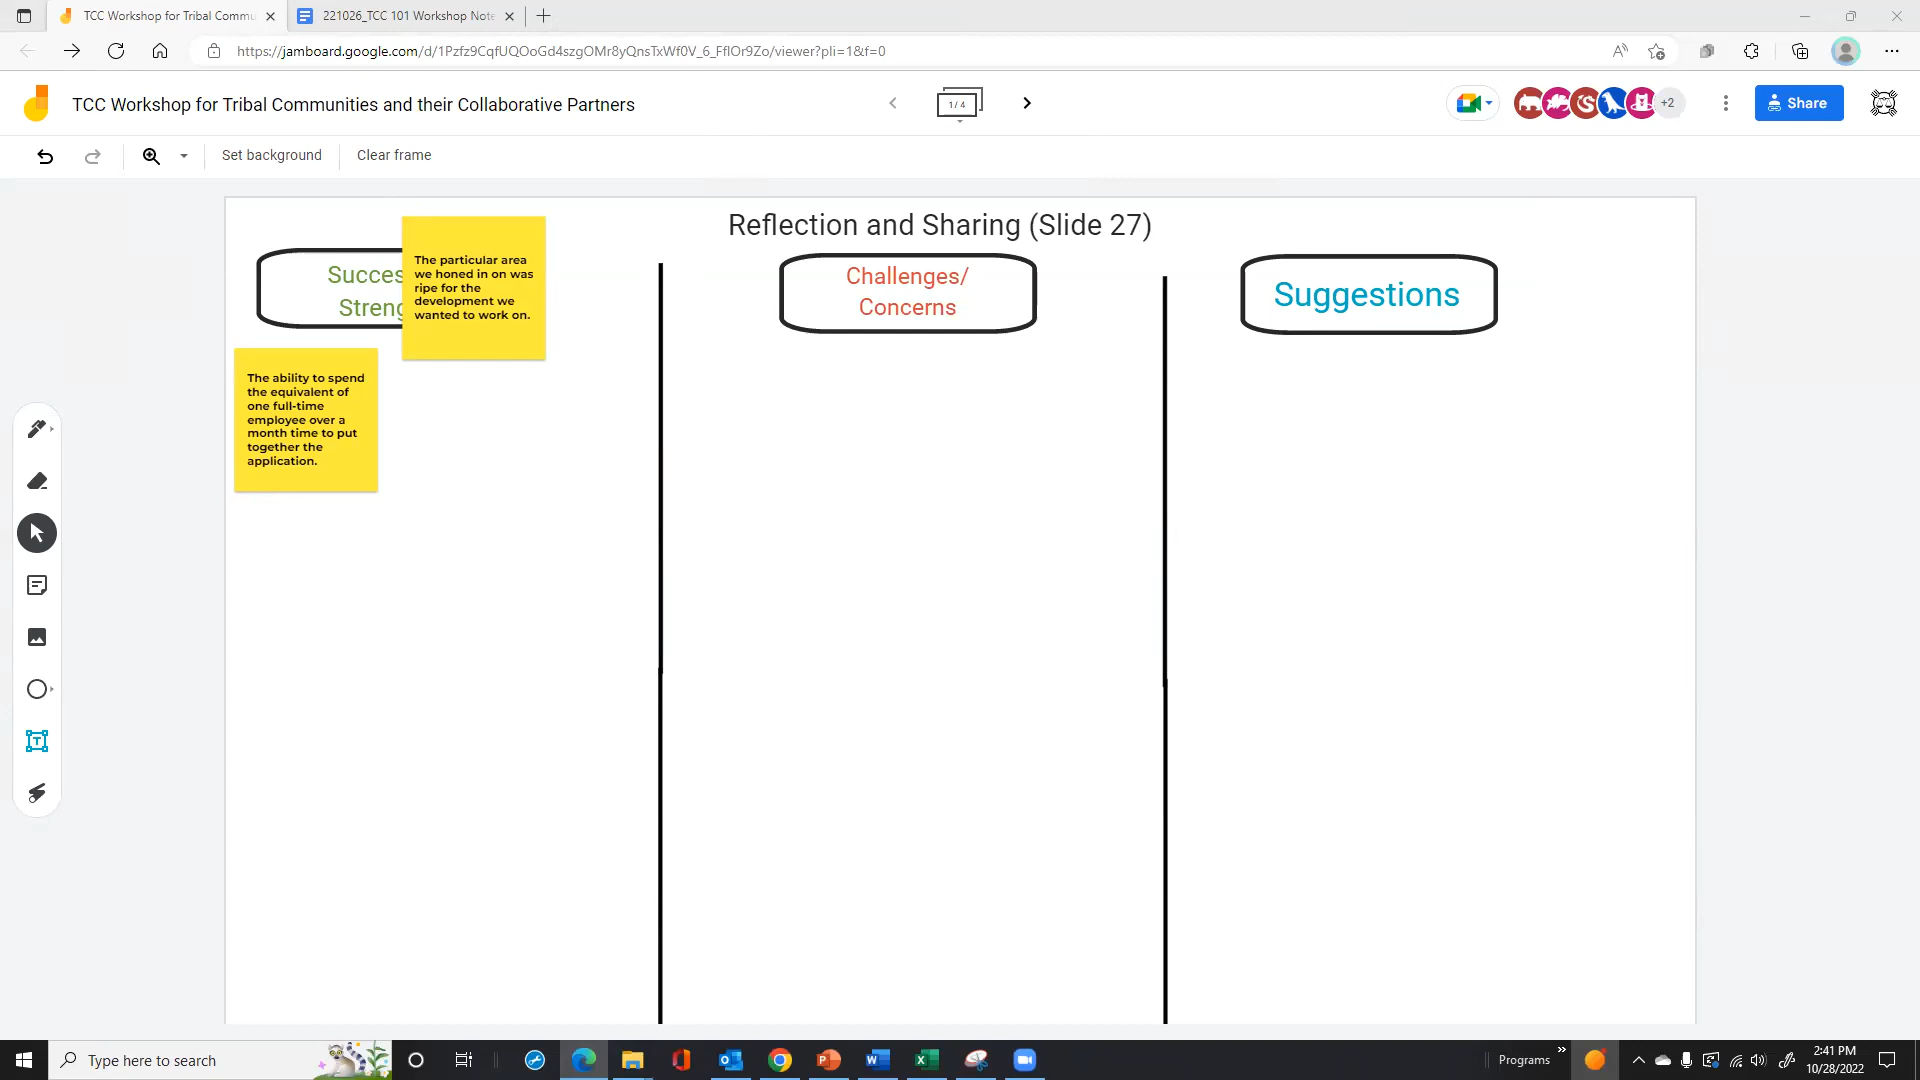 TCC Workshop for Tribal Commu
221026_TCC 101 Workshop Note
https://jamboard.google.com/d/1Pzfz9CqfUQOoGd4szgOMr8yQnsTxWf0V_6_FflOr9Zo/viewer?pli=1&f=0
TCC Workshop for Tribal Communities and their Collaborative Partners
1 / 4
+2
Share
Set background
Clear frame
Reflection and Sharing (Slide 27)
Succes
Streng
The particular area
we honed in on was
ripe for the
development we
wanted to work on.
The ability to spend
the equivalent of
one full-time
employee over a
month time to put
together the
application.
Challenges/
Concerns
Suggestions
Type here to search
Programs
2:41 PM
10/28/2022